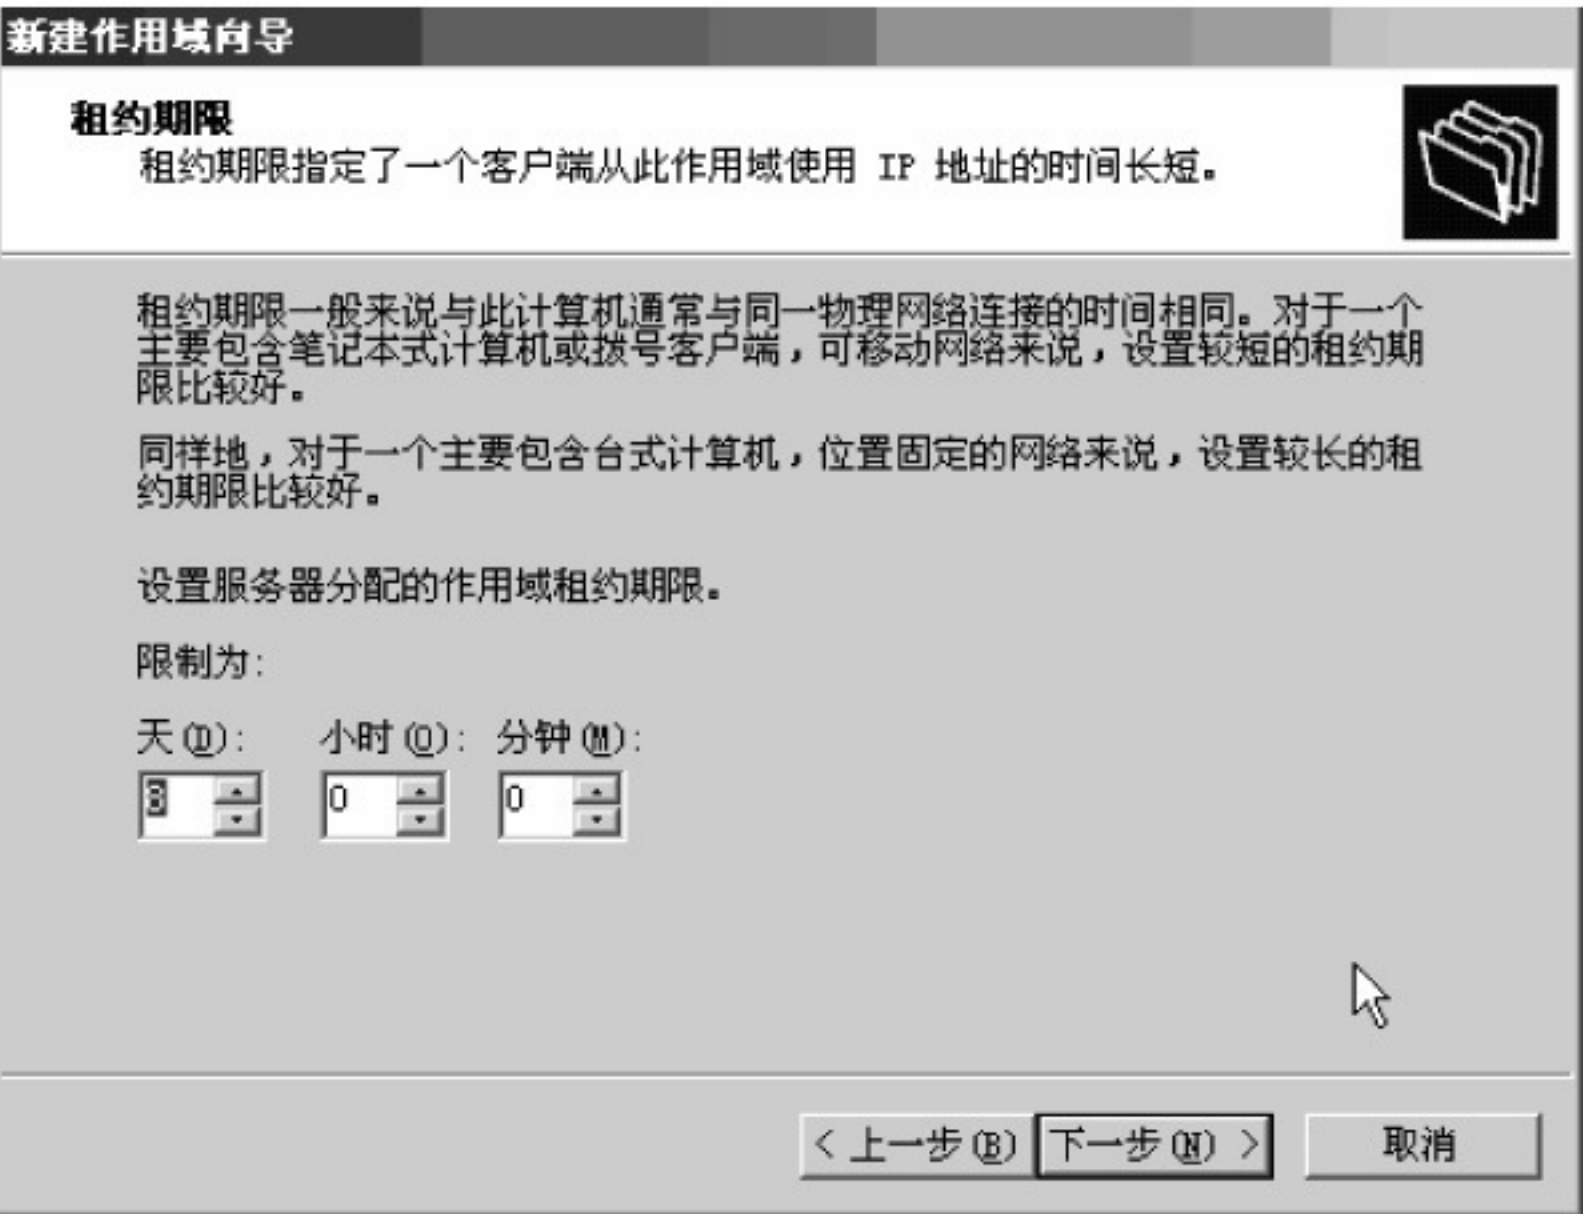 新建作用域向导
租约期限
租约期限指定了一个客户端从此作用域使用 IP 地址的时间长短。
租约期限一般来说与此计算机通常与同一物理网络连接的时间相同。对于一个
主要包含笔记本式计算机或拨号客户端，可移动网络来说，设置较短的租约期
限比较好。
同样地，对于一个主要包含台式计算机，位置固定的网络来说，设置较长的租
约期限比较好。
设置服务器分配的作用域租约期限。
限制为:
天(D): 小时(O): 分钟(M):
8 0 0
< 上一步(B) 下一步(N) > 取消